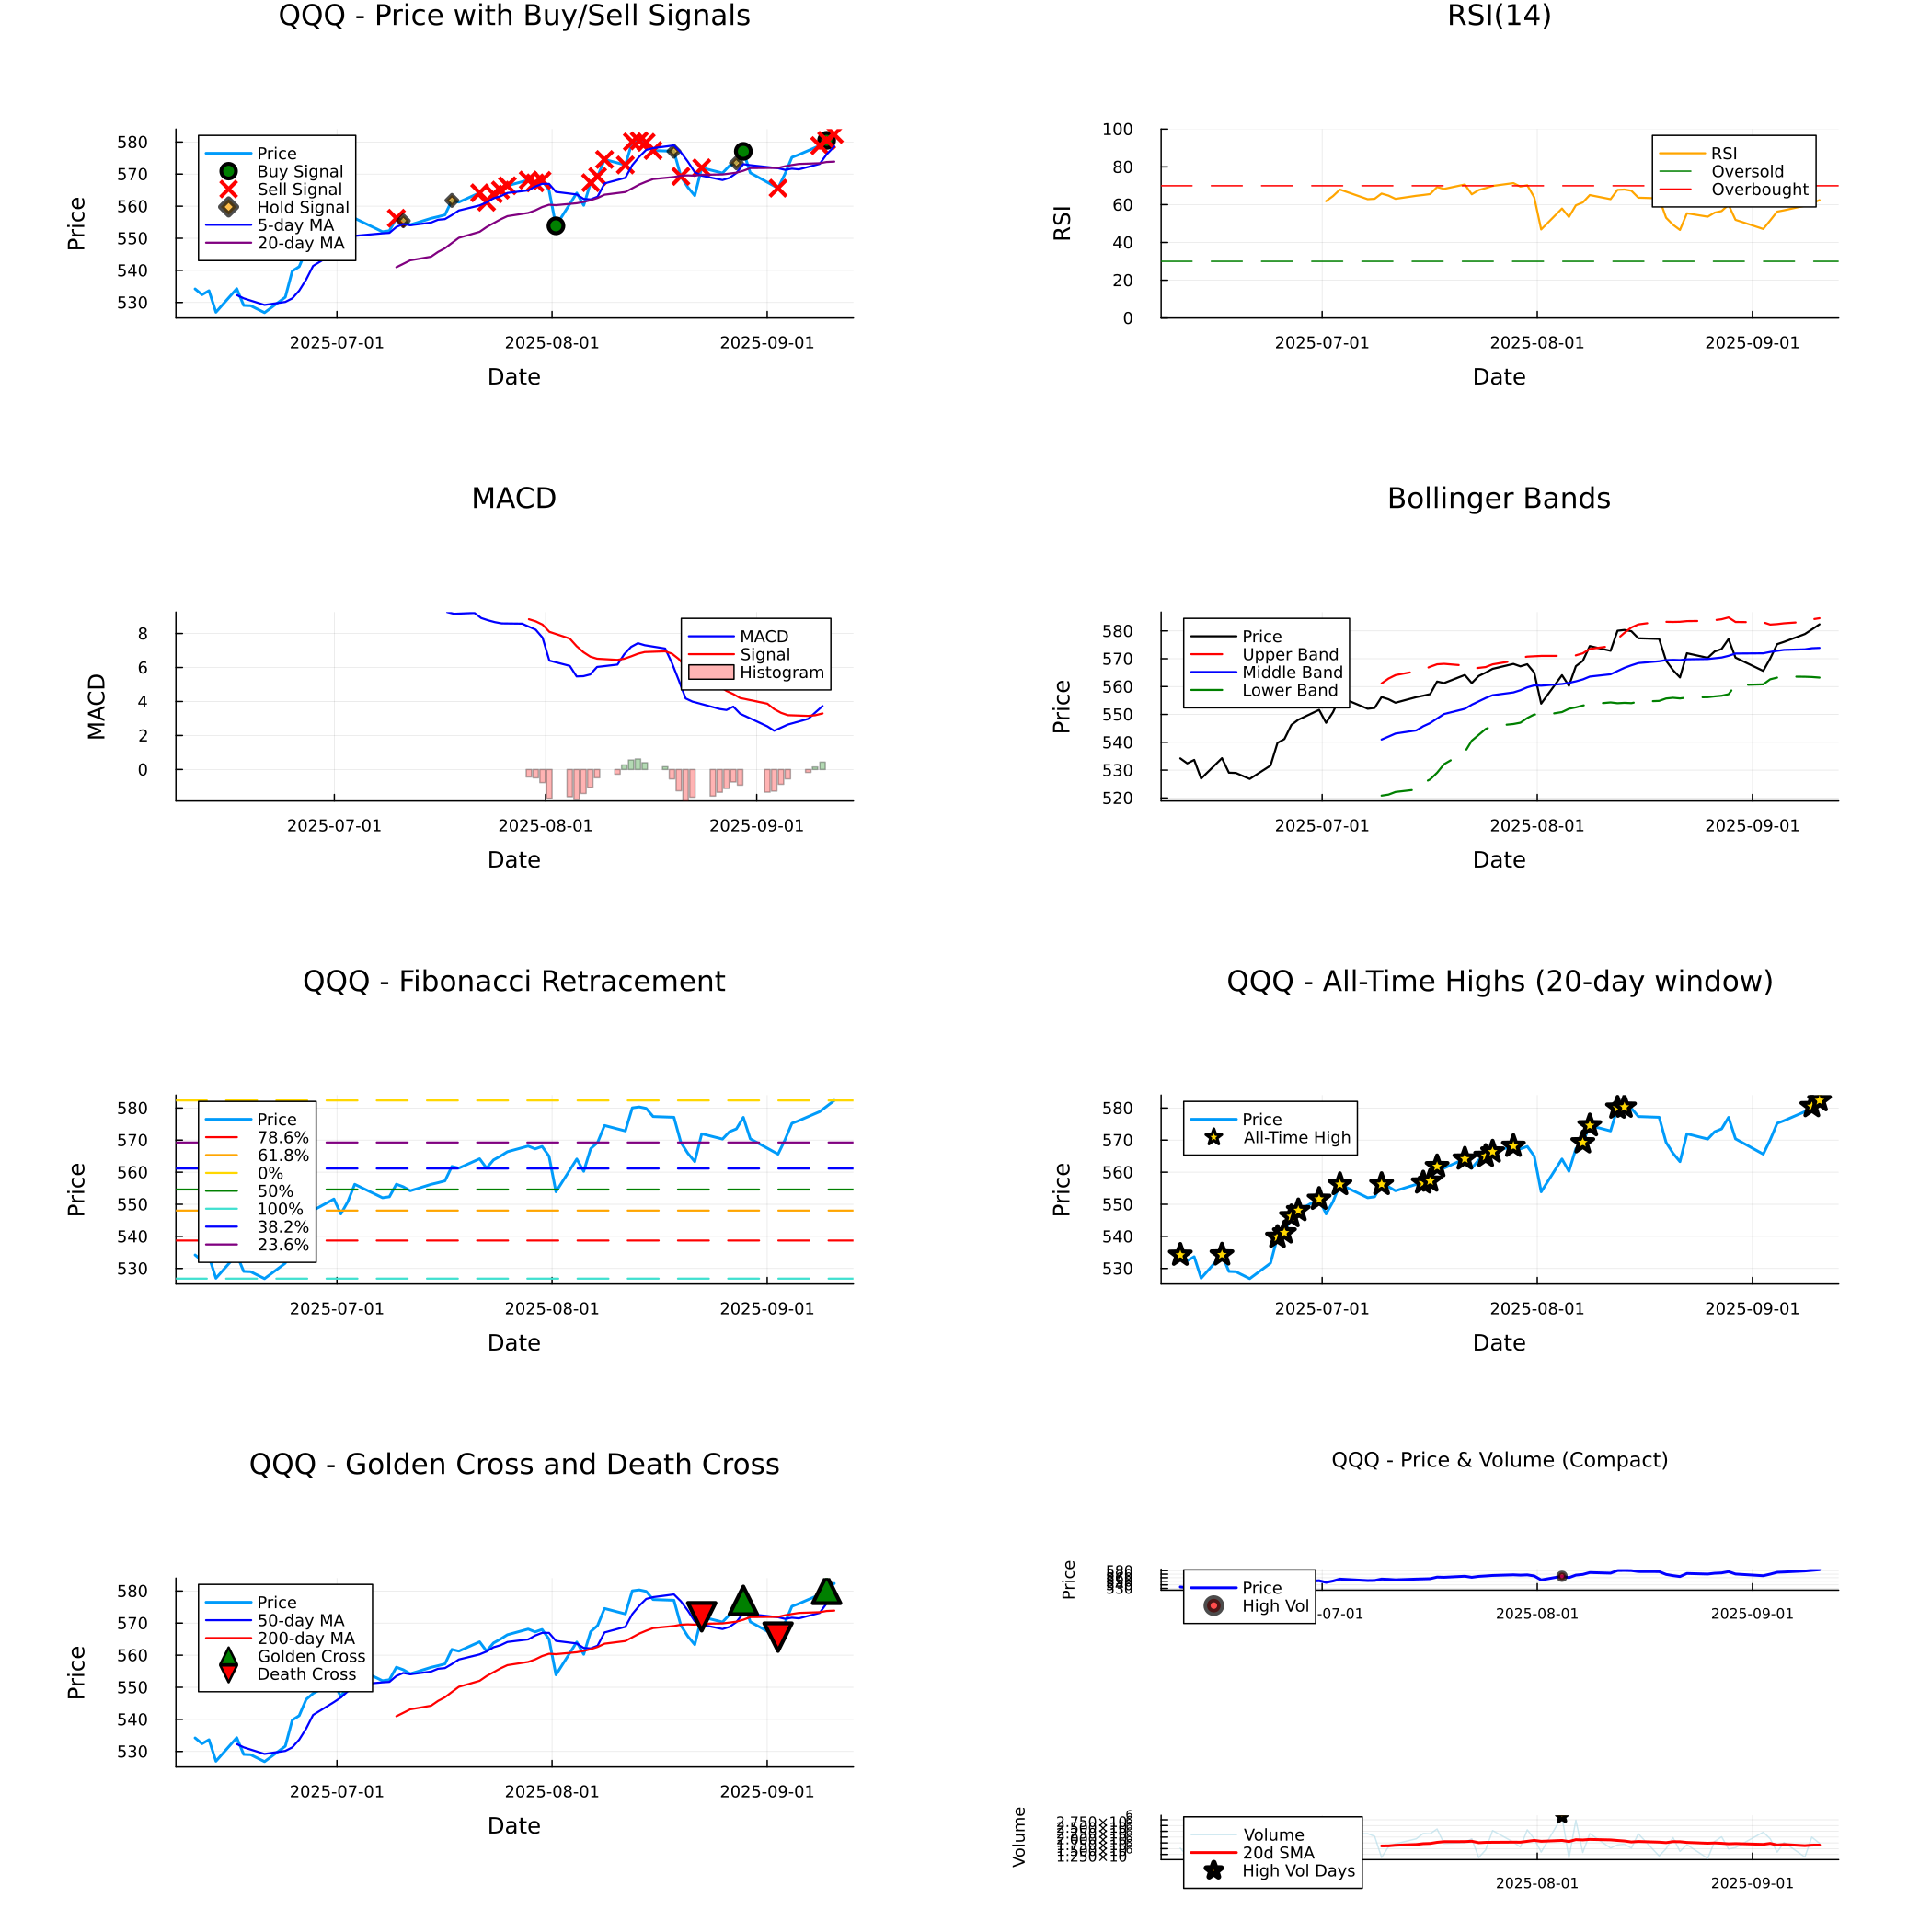 QQQ - Price with Buy/Sell Signals
Price
580
570
560
550
540
530
Price
Buy Signal
Sell Signal
Hold Signal
5-day MA
20-day MA
2025-07-01
2025-08-01
2025-09-01
Date
RSI(14)
RSI
100
80
60
40
20
0
RSI
Oversold
Overbought
2025-07-01
2025-08-01
2025-09-01
Date
MACD
MACD
8
6
4
2
0
MACD
Signal
Histogram
2025-07-01
2025-08-01
2025-09-01
Date
Bollinger Bands
Price
580
570
560
550
540
530
520
Price
Upper Band
Middle Band
Lower Band
2025-07-01
2025-08-01
2025-09-01
Date
QQQ - Fibonacci Retracement
Price
580
570
560
550
540
530
Price
78.6%
61.8%
0%
50%
100%
38.2%
23.6%
2025-07-01
2025-08-01
2025-09-01
Date
QQQ - All-Time Highs (20-day window)
Price
580
570
560
550
540
530
Price
All-Time High
2025-07-01
2025-08-01
2025-09-01
Date
QQQ - Golden Cross and Death Cross
Price
580
570
560
550
540
530
Price
50-day MA
200-day MA
Golden Cross
Death Cross
2025-07-01
2025-08-01
2025-09-01
Date
QQQ - Price & Volume (Compact)
Price
580
530
Price
High Vol
-07-01
2025-08-01
2025-09-01
Volume
Volume
20d SMA
High Vol Days
2025-08-01
2025-09-01